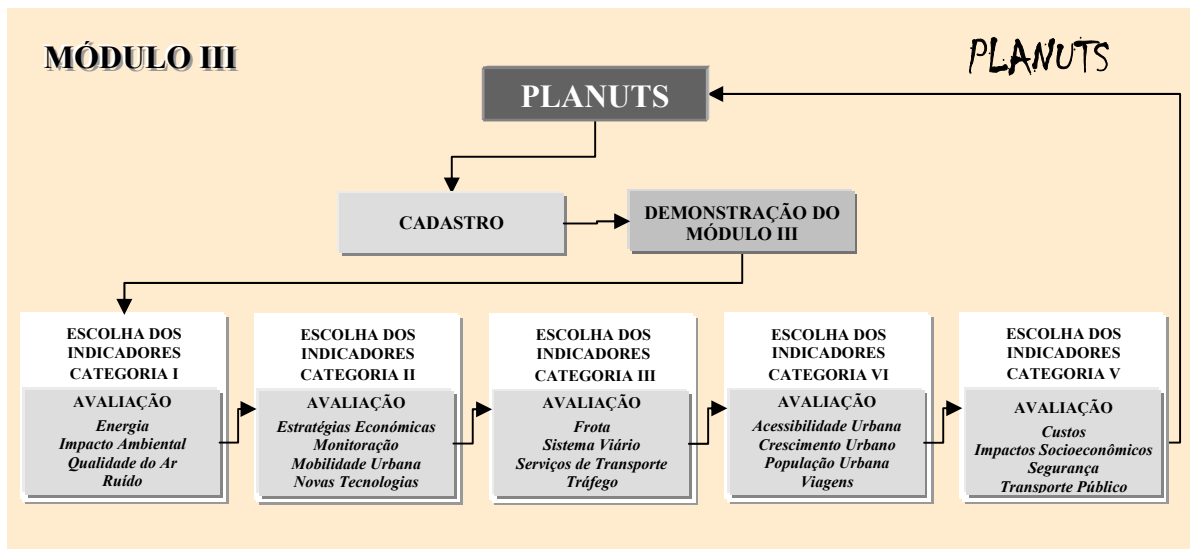 MÓDULO III
PLANUTS
PLANUTS
CADASTRO
DEMONSTRAÇÃO DO
MÓDULO III
ESCOLHA DOS
INDICADORES
CATEGORIA I
AVALIAÇÃO
Energia
Impacto Ambiental
Qualidade do Ar
Ruído
ESCOLHA DOS
INDICADORES
CATEGORIA II
AVALIAÇÃO
Estratégias Económicas
Monitoração
Mobilidade Urbana
Novas Tecnologias
ESCOLHA DOS
INDICADORES
CATEGORIA III
AVALIAÇÃO
Frota
Sistema Viário
Serviços de Transporte
Tráfego
ESCOLHA DOS
INDICADORES
CATEGORIA VI
AVALIAÇÃO
Acessibilidade Urbana
Crescimento Urbano
População Urbana
Viagens
ESCOLHA DOS
INDICADORES
CATEGORIA V
AVALIAÇÃO
Custos
Impactos Socioeconômicos
Segurança
Transporte Público